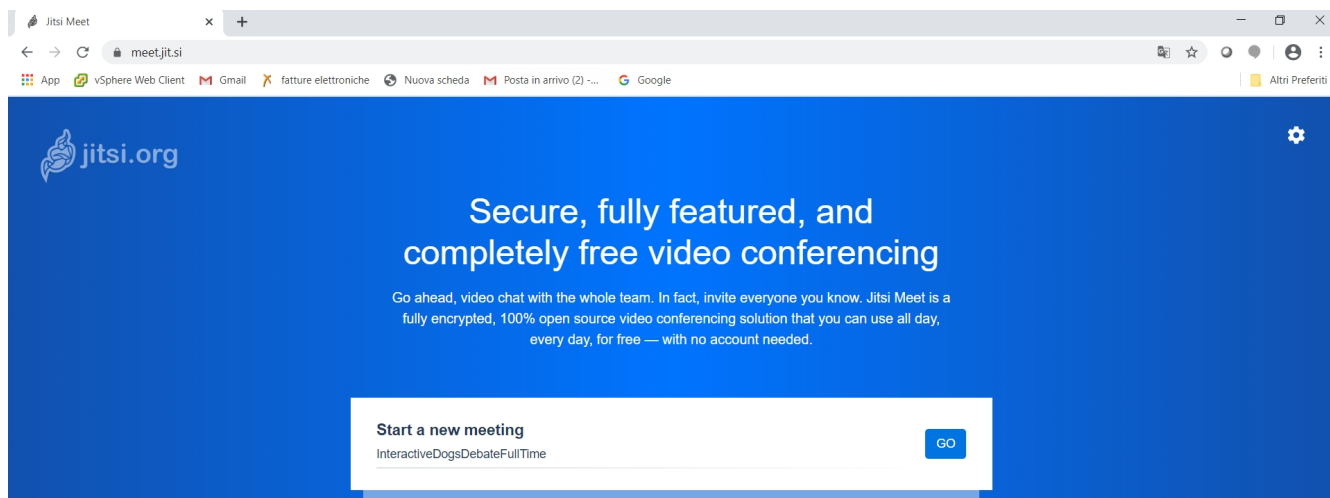 Jitsi Meet
meet.jit.si
App vSphere Web Client Gmail fatture elettroniche Nuova scheda Posta in arrivo (2) -... Google Altri Preferiti
jitsi.org
Secure, fully featured, and
completely free video conferencing
Go ahead, video chat with the whole team. In fact, invite everyone you know. Jitsi Meet is a
fully encrypted, 100% open source video conferencing solution that you can use all day,
every day, for free — with no account needed.
Start a new meeting
InteractiveDogsDebateFullTime
GO